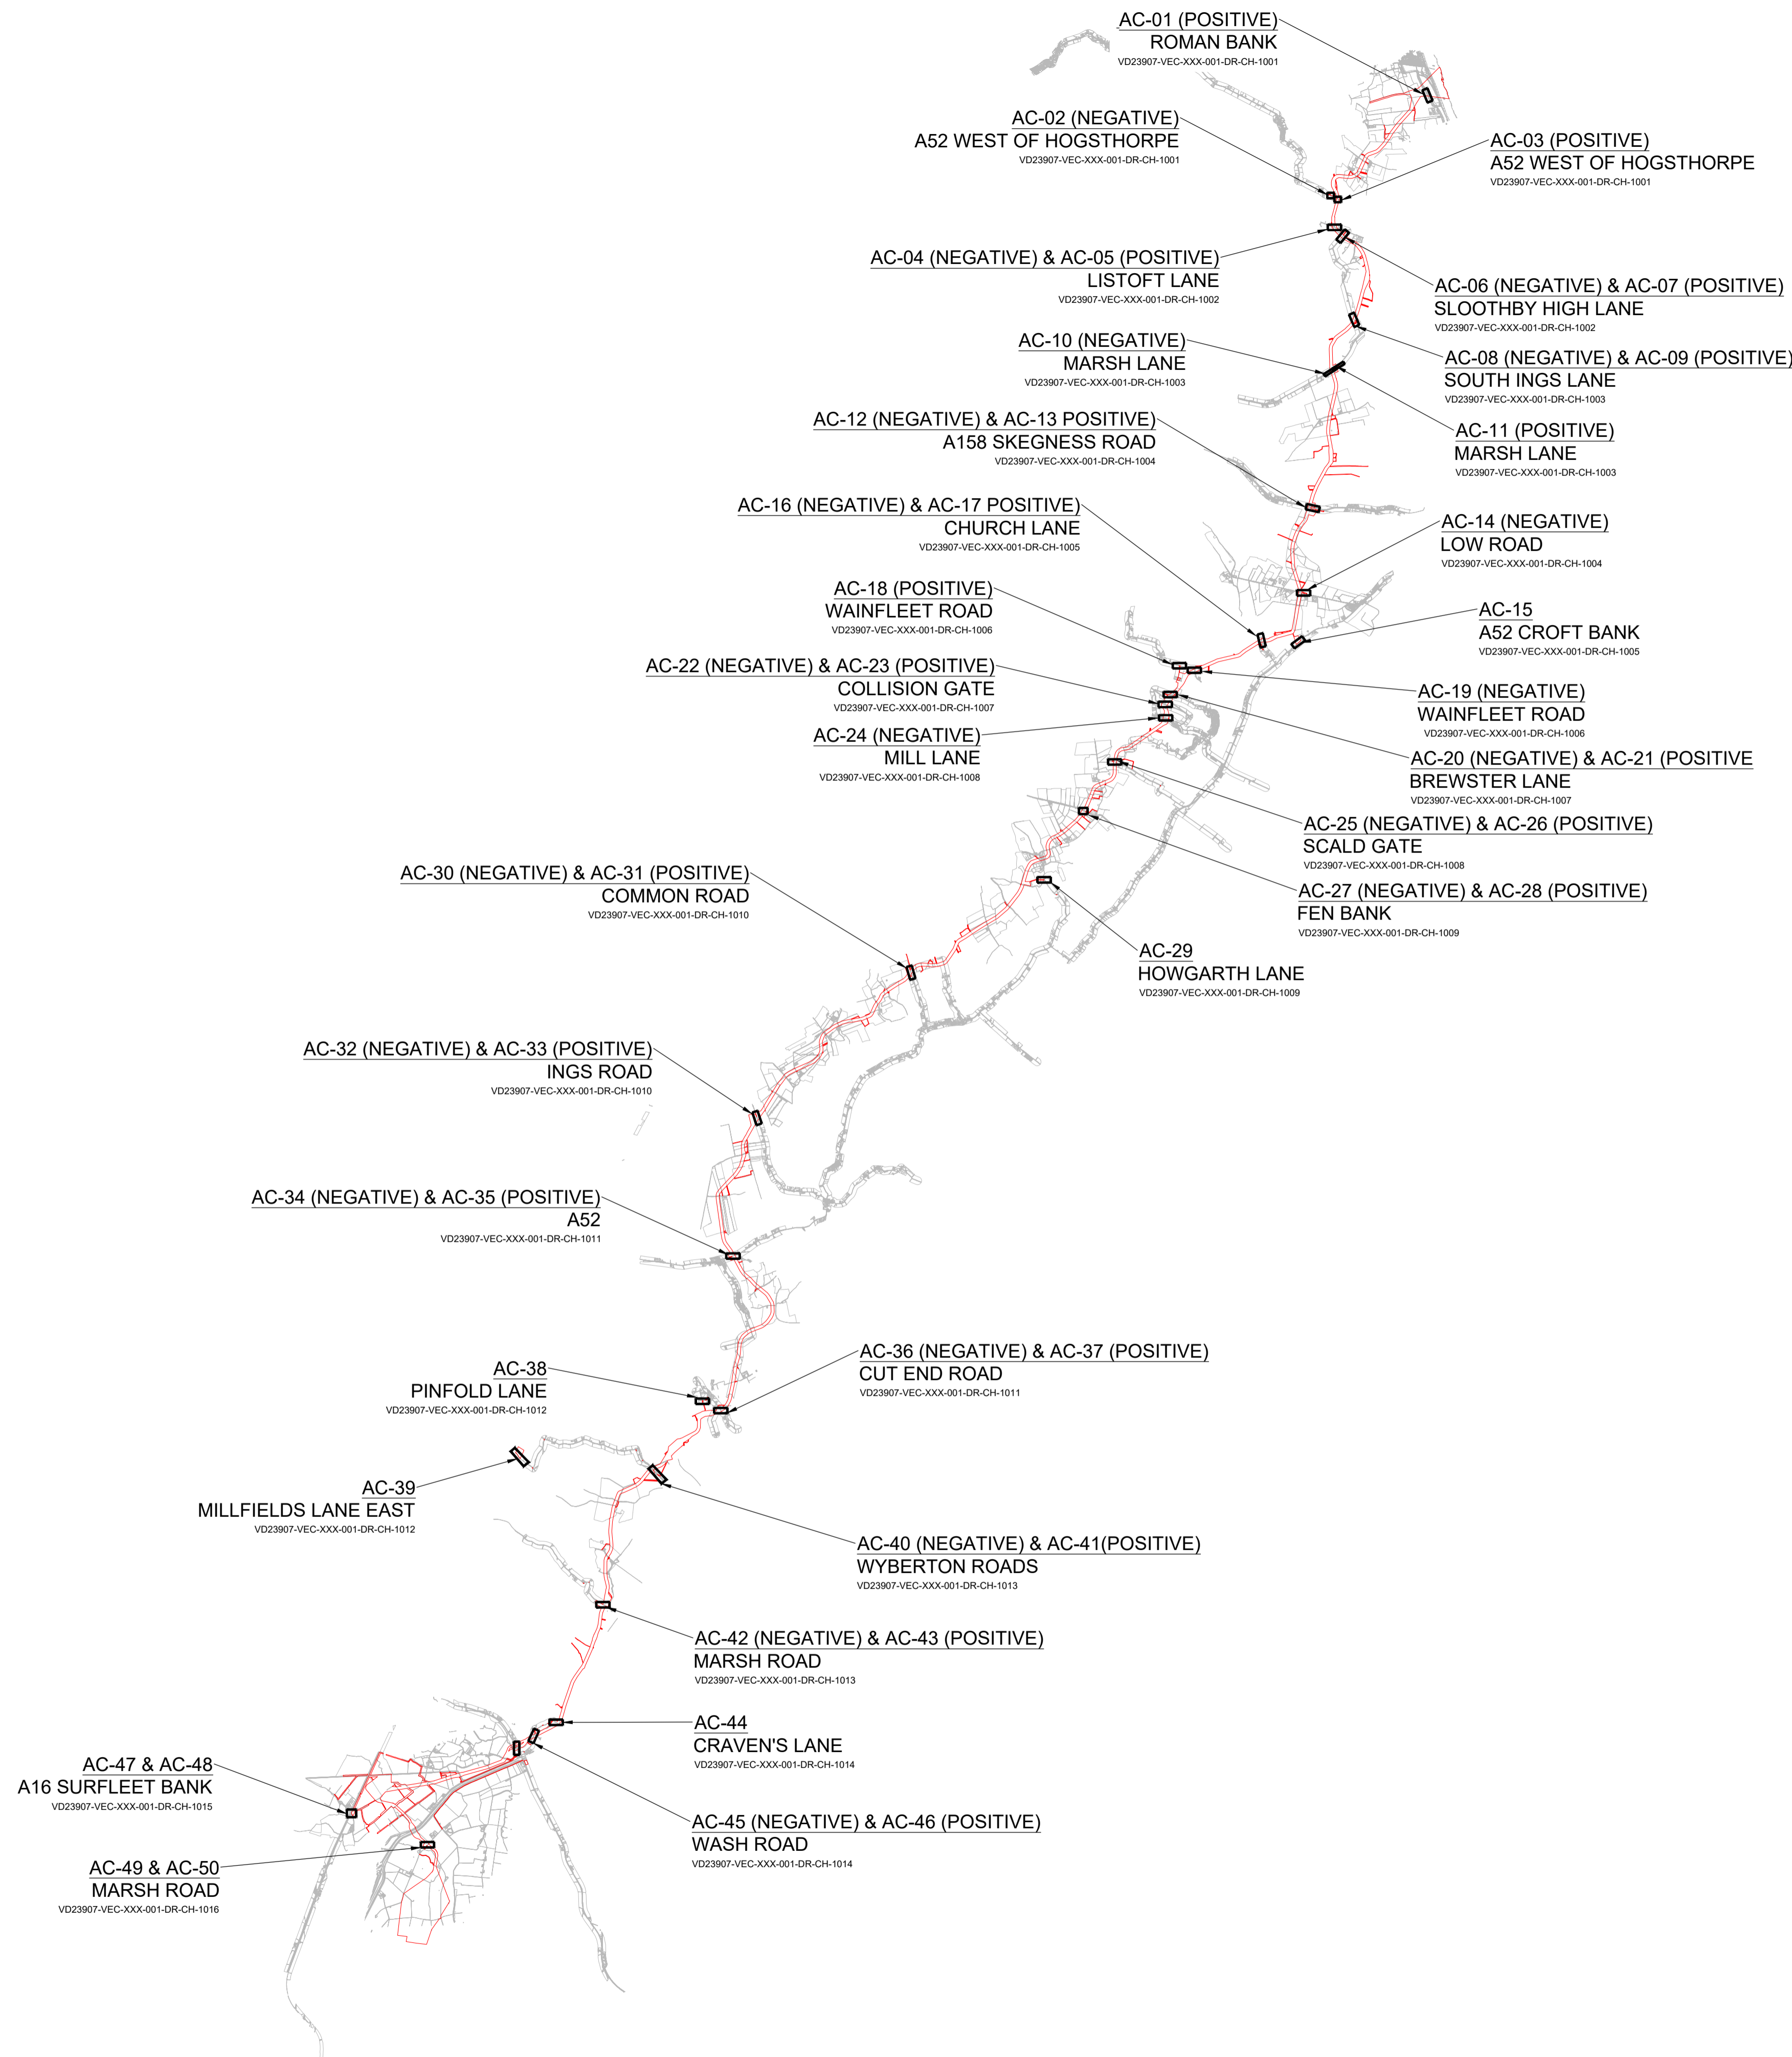 AC-01 (POSITIVE)
ROMAN BANK
VD23907-VEC-XXX-001-DR-CH-1001
AC-02 (NEGATIVE)
A52 WEST OF HOGSTHORPE
VD23907-VEC-XXX-001-DR-CH-1001
AC-03 (POSITIVE)
A52 WEST OF HOGSTHORPE
VD23907-VEC-XXX-001-DR-CH-1001
AC-04 (NEGATIVE) & AC-05 (POSITIVE)
LISTOFT LANE
VD23907-VEC-XXX-001-DR-CH-1002
AC-06 (NEGATIVE) & AC-07 (POSITIVE)
SLOOTHBY HIGH LANE
VD23907-VEC-XXX-001-DR-CH-1002
AC-10 (NEGATIVE)
MARSH LANE
VD23907-VEC-XXX-001-DR-CH-1003
AC-08 (NEGATIVE) & AC-09 (POSITIVE)
SOUTH INGS LANE
VD23907-VEC-XXX-001-DR-CH-1003
AC-12 (NEGATIVE) & AC-13 POSITIVE)
A158 SKEGNESS ROAD
VD23907-VEC-XXX-001-DR-CH-1004
AC-11 (POSITIVE)
MARSH LANE
VD23907-VEC-XXX-001-DR-CH-1003
AC-16 (NEGATIVE) & AC-17 POSITIVE)
CHURCH LANE
VD23907-VEC-XXX-001-DR-CH-1005
AC-14 (NEGATIVE)
LOW ROAD
VD23907-VEC-XXX-001-DR-CH-1004
AC-18 (POSITIVE)
WAINFLEET ROAD
VD23907-VEC-XXX-001-DR-CH-1006
AC-15
A52 CROFT BANK
VD23907-VEC-XXX-001-DR-CH-1005
AC-22 (NEGATIVE) & AC-23 (POSITIVE)
COLLISION GATE
VD23907-VEC-XXX-001-DR-CH-1007
AC-19 (NEGATIVE)
WAINFLEET ROAD
VD23907-VEC-XXX-001-DR-CH-1006
AC-24 (NEGATIVE)
MILL LANE
VD23907-VEC-XXX-001-DR-CH-1008
AC-20 (NEGATIVE) & AC-21 (POSITIVE
BREWSTER LANE
VD23907-VEC-XXX-001-DR-CH-1007
AC-25 (NEGATIVE) & AC-26 (POSITIVE)
SCALD GATE
VD23907-VEC-XXX-001-DR-CH-1008
AC-30 (NEGATIVE) & AC-31 (POSITIVE)
COMMON ROAD
VD23907-VEC-XXX-001-DR-CH-1010
AC-27 (NEGATIVE) & AC-28 (POSITIVE)
FEN BANK
VD23907-VEC-XXX-001-DR-CH-1009
AC-29
HOWGARTH LANE
VD23907-VEC-XXX-001-DR-CH-1009
AC-32 (NEGATIVE) & AC-33 (POSITIVE)
INGS ROAD
VD23907-VEC-XXX-001-DR-CH-1010
AC-34 (NEGATIVE) & AC-35 (POSITIVE)
A52
VD23907-VEC-XXX-001-DR-CH-1011
AC-36 (NEGATIVE) & AC-37 (POSITIVE)
CUT END ROAD
VD23907-VEC-XXX-001-DR-CH-1011
AC-38
PINFOLD LANE
VD23907-VEC-XXX-001-DR-CH-1012
AC-39
MILLFIELDS LANE EAST
VD23907-VEC-XXX-001-DR-CH-1012
AC-40 (NEGATIVE) & AC-41(POSITIVE)
WYBERTON ROADS
VD23907-VEC-XXX-001-DR-CH-1013
AC-42 (NEGATIVE) & AC-43 (POSITIVE)
MARSH ROAD
VD23907-VEC-XXX-001-DR-CH-1013
AC-44
CRAVEN'S LANE
VD23907-VEC-XXX-001-DR-CH-1014
AC-47 & AC-48
A16 SURFLEET BANK
VD23907-VEC-XXX-001-DR-CH-1015
AC-45 (NEGATIVE) & AC-46 (POSITIVE)
WASH ROAD
VD23907-VEC-XXX-001-DR-CH-1014
AC-49 & AC-50
MARSH ROAD
VD23907-VEC-XXX-001-DR-CH-1016